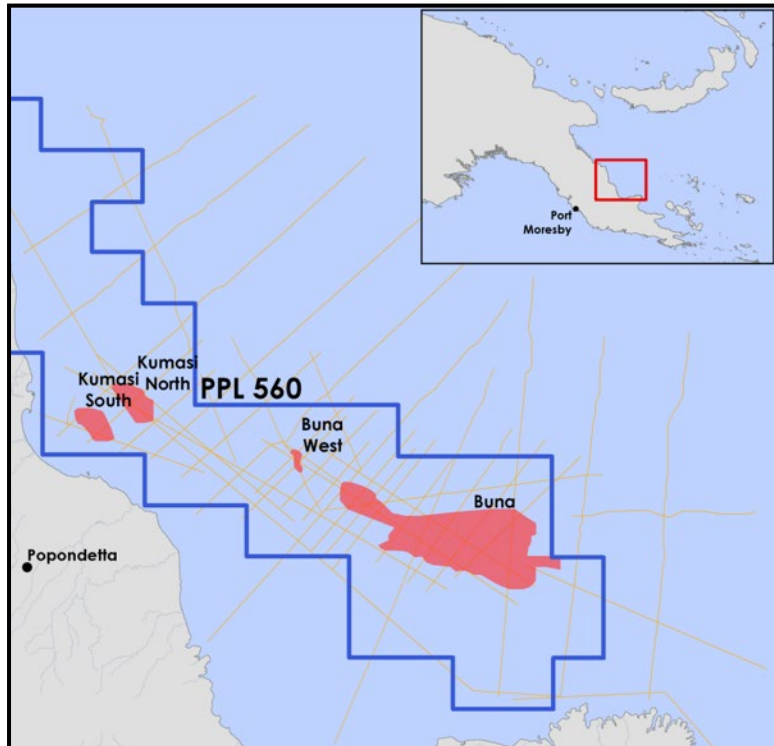 Port
Moresby
Kumasi
North
Kumasi
South
PPL 560
Buna
West
Buna
Popondetta